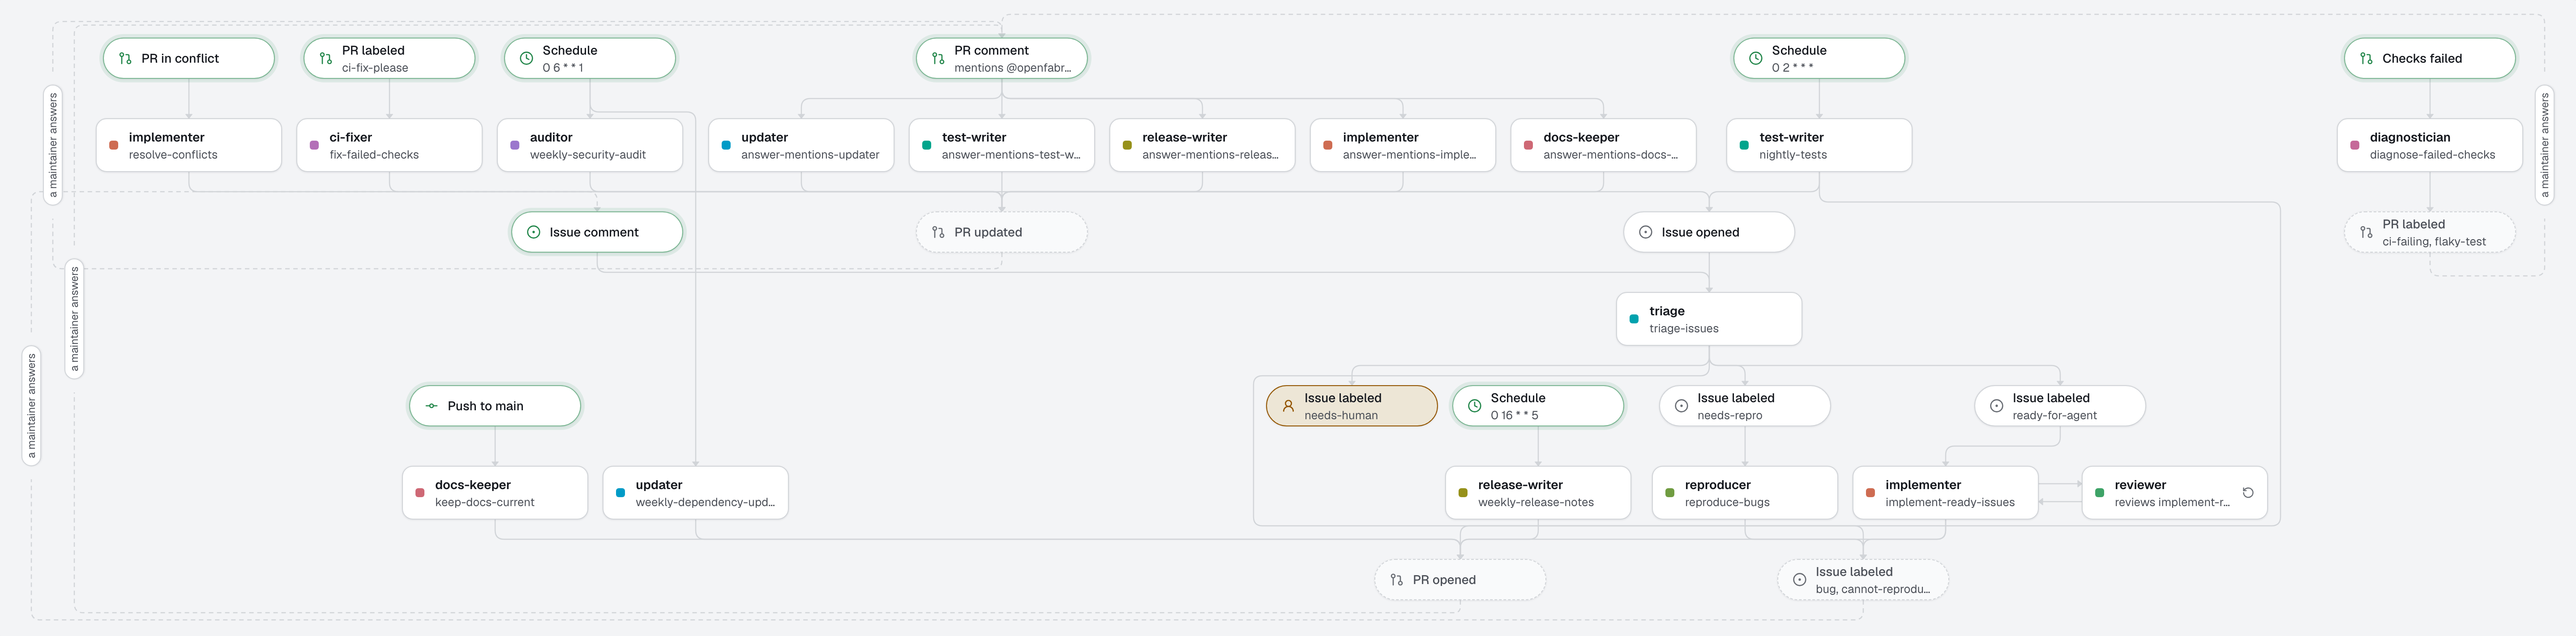 PR in conflict
PR labeled
ci-fix-please
Schedule
0 6 * * 1
PR comment
mentions @openfabr…
Schedule
0 2 * * *
Checks failed
a maintainer answers
a maintainer answers
implementer
resolve-conflicts
ci-fixer
fix-failed-checks
auditor
weekly-security-audit
updater
answer-mentions-updater
test-writer
answer-mentions-test-w…
release-writer
answer-mentions-releas…
implementer
answer-mentions-imple…
docs-keeper
answer-mentions-docs-…
test-writer
nightly-tests
diagnostician
diagnose-failed-checks
Issue comment
PR updated
Issue opened
PR labeled
ci-failing, flaky-test
a maintainer answers
triage
triage-issues
a maintainer answers
Push to main
Issue labeled
needs-human
Schedule
0 16 * * 5
Issue labeled
needs-repro
Issue labeled
ready-for-agent
docs-keeper
keep-docs-current
updater
weekly-dependency-upd…
release-writer
weekly-release-notes
reproducer
reproduce-bugs
implementer
implement-ready-issues
reviewer
reviews implement-r…
PR opened
Issue labeled
bug, cannot-reprodu…